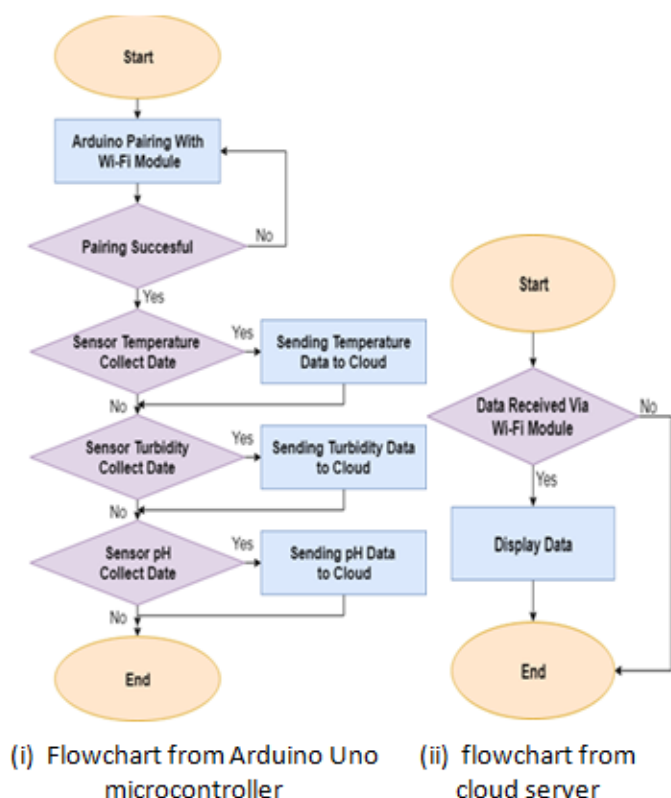 Start
Arduino Pairing With
Wi-Fi Module
Pairing Succesful
No
Yes
Sensor Temperature
Collect Date
Yes
Sending Temperature
Data to Cloud
No
Sensor Turbidity
Collect Date
Yes
Sending Turbidity Data
to Cloud
No
Sensor pH
Collect Date
Yes
Sending pH Data
to Cloud
No
End
(i) Flowchart from Arduino Uno
microcontroller
Start
Data Received Via
Wi-Fi Module
No
Yes
Display Data
End
(ii) flowchart from
cloud server